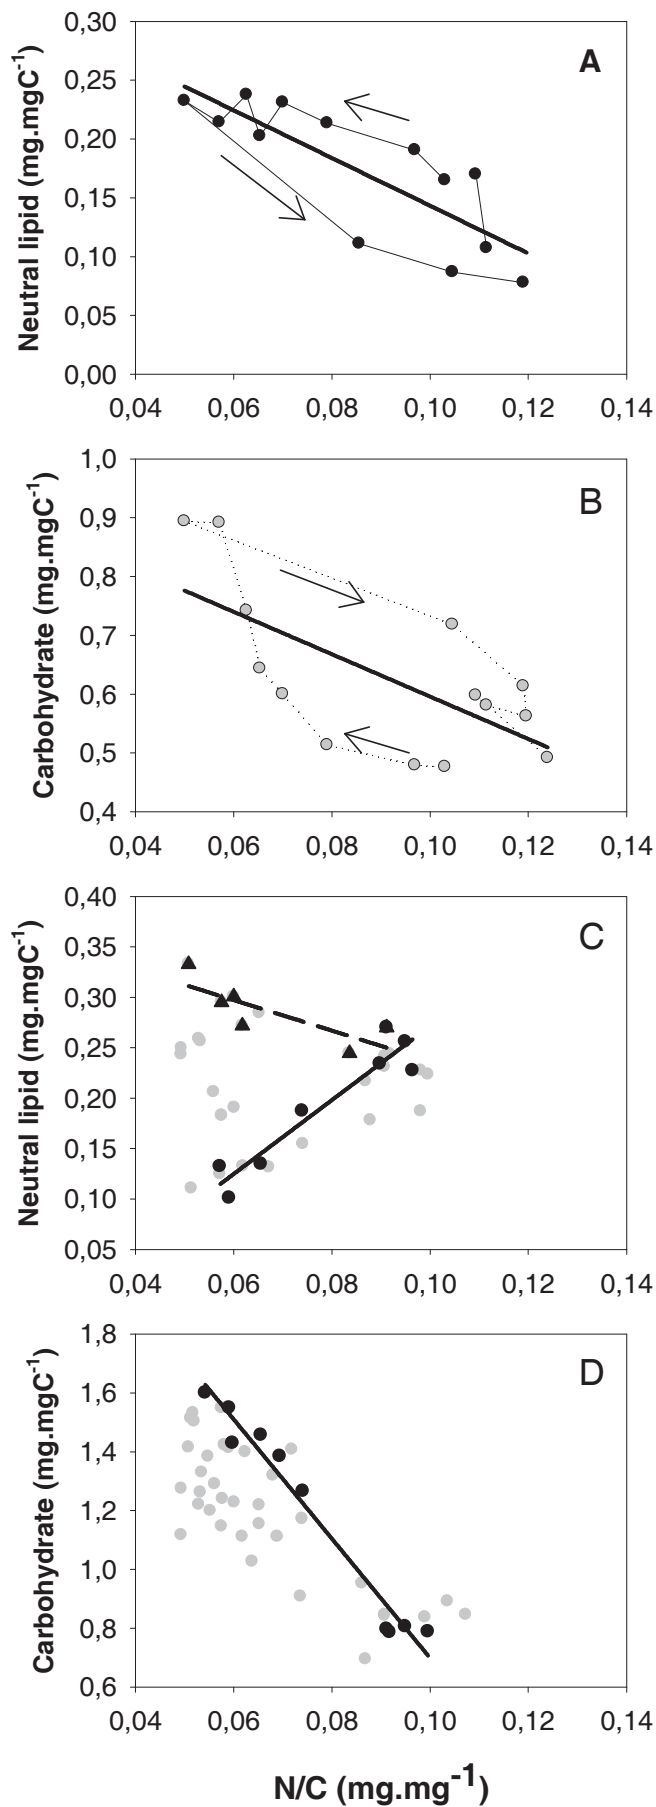 A
Neutral lipid (mg.mgC-1)
0,30
0,25
0,20
0,15
0,10
0,05
0,00
0,04 0,06 0,08 0,10 0,12 0,14
B
Carbohydrate (mg.mgC-1)
1,0
0,9
0,8
0,7
0,6
0,5
0,4
0,04 0,06 0,08 0,10 0,12 0,14
C
Neutral lipid (mg.mgC-1)
0,40
0,35
0,30
0,25
0,20
0,15
0,10
0,05
0,04 0,06 0,08 0,10 0,12 0,14
D
Carbohydrate (mg.mgC-1)
1,8
1,6
1,4
1,2
1,0
0,8
0,6
0,04 0,06 0,08 0,10 0,12 0,14
N/C (mg.mg-1)